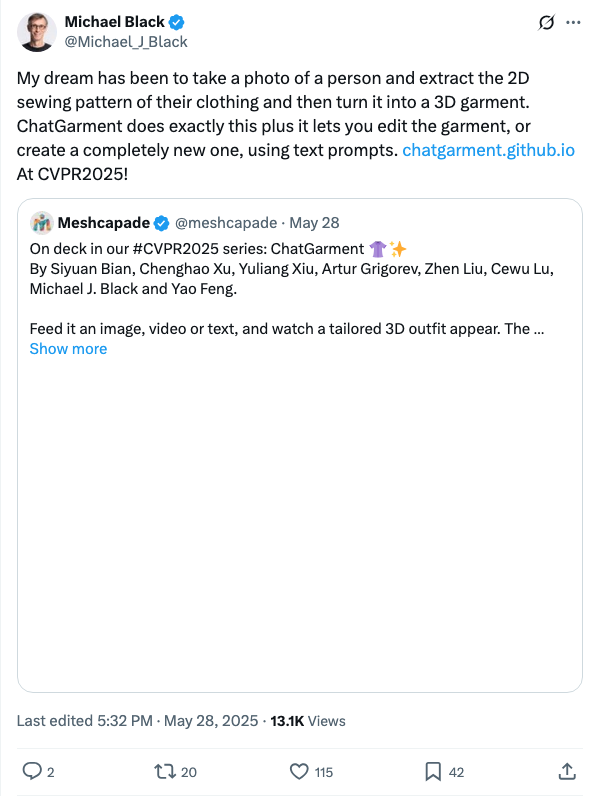 Michael Black
@Michael_J_Black
My dream has been to take a photo of a person and extract the 2D
sewing pattern of their clothing and then turn it into a 3D garment.
ChatGarment does exactly this plus it lets you edit the garment, or
create a completely new one, using text prompts. chatgarment.github.io
At CVPR2025!
Meshcapade @meshcapade · May 28
On deck in our #CVPR2025 series: ChatGarment 👚✨
By Siyuan Bian, Chenghao Xu, Yuliang Xiu, Artur Grigorev, Zhen Liu, Cewu Lu,
Michael J. Black and Yao Feng.
Feed it an image, video or text, and watch a tailored 3D outfit appear. The ...
Show more
Last edited 5:32 PM · May 28, 2025 · 13.1K Views
2 20 115 42